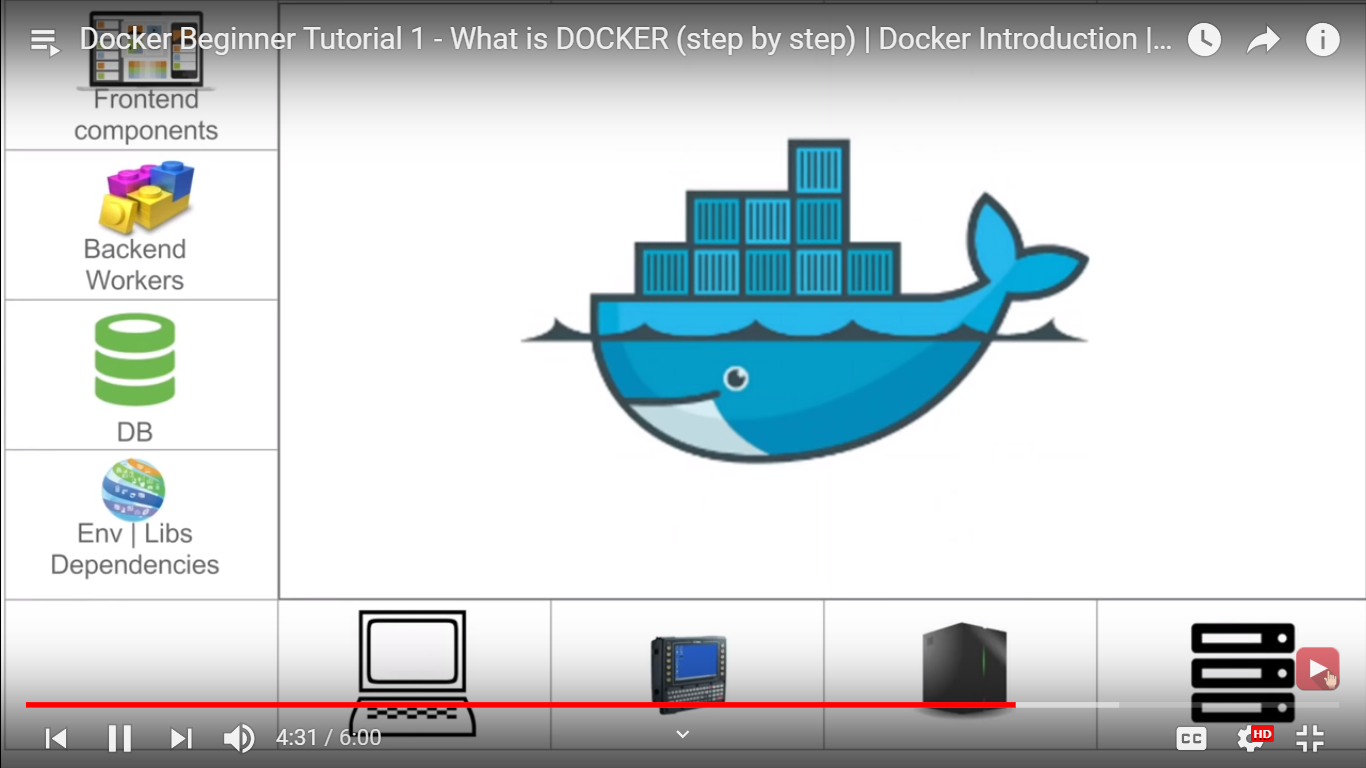 Docker Beginner Tutorial 1 - What is DOCKER (step by step) | Docker Introduction |...
Frontend
components
Backend
Workers
DB
Env | Libs
Dependencies
4:31 / 6:00
CC
HD